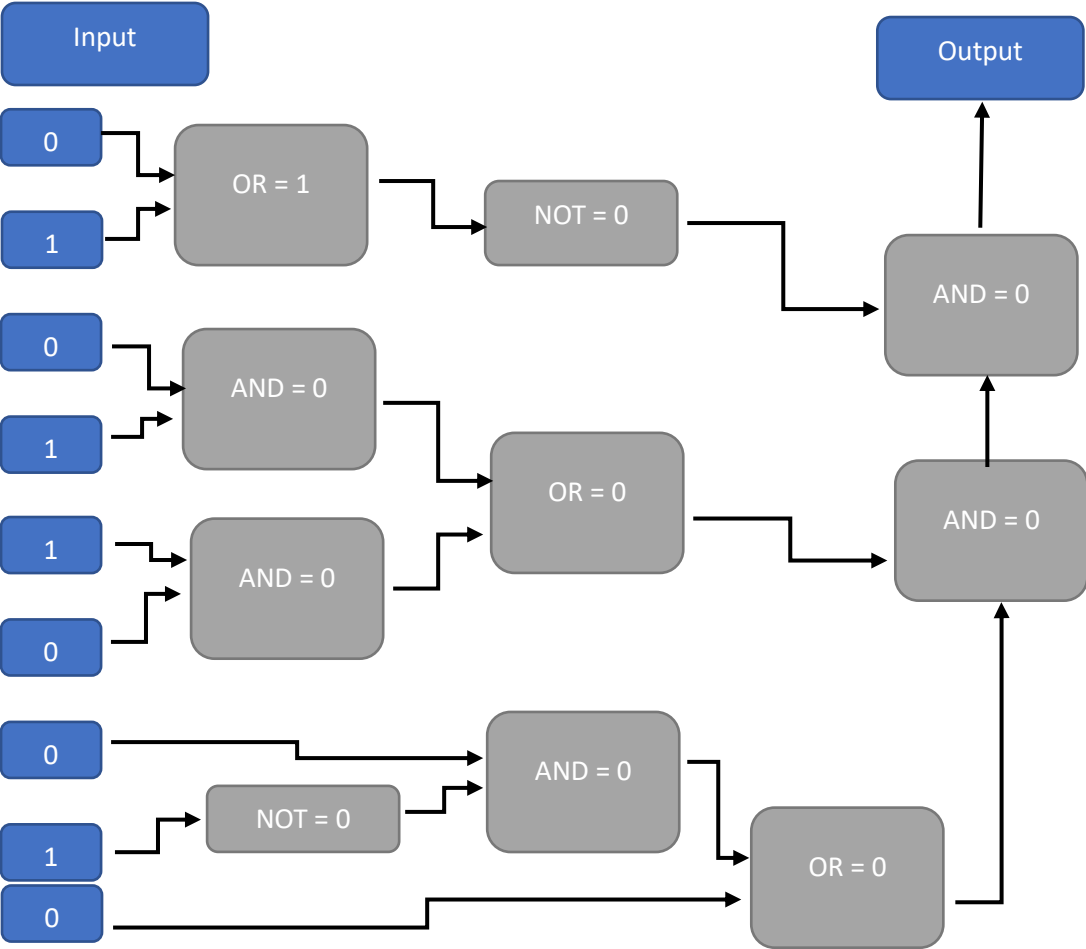 Input
Output
0
OR = 1
NOT = 0
1
AND = 0
0
AND = 0
1
OR = 0
AND = 0
1
AND = 0
0
0
AND = 0
NOT = 0
1
OR = 0
0